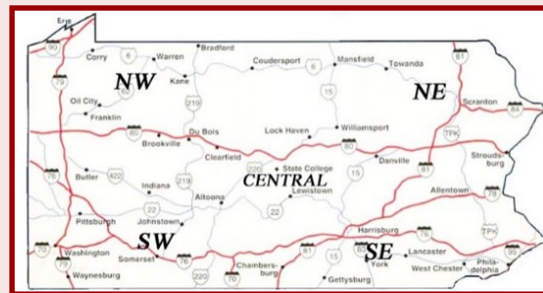 Erie
90
Corry
6
Warren
Bradford
Coudersport
6
Mansfield
Towanda
81
NW
Kane
NE
79
62
219
15
Scranton
84
Oil City
Franklin
80
Du Bois
Lock Haven
Williamsport
TPK
Brookville
Clearfield
80
Danville
Strouds-
burg
76
Butler
422
219
220
State College
15
81
Indiana
CENTRAL
Allentown
78
Altoona
Lewistown
22
22
Pittsburgh
Johnstown
Harrisburg
TPK
70
SW
81
SE
76
Washington
Somerset
76
Lancaster
95
79
70
Chambers-
burg
15
York
West Chester
Phila-
delphia
Waynesburg
220
Gettysburg